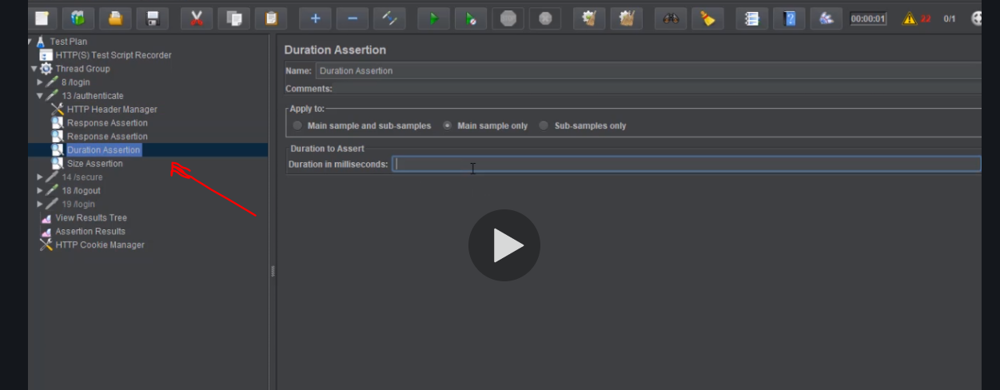 00:00:01 22 0/1
Test Plan
HTTP(S) Test Script Recorder
Thread Group
8 /login
13 /authenticate
HTTP Header Manager
Response Assertion
Response Assertion
Duration Assertion
Size Assertion
14 /secure
18 /logout
19 /login
View Results Tree
Assertion Results
HTTP Cookie Manager
Duration Assertion
Name: Duration Assertion
Comments:
Apply to:
Main sample and sub-samples Main sample only Sub-samples only
Duration to Assert
Duration in milliseconds: